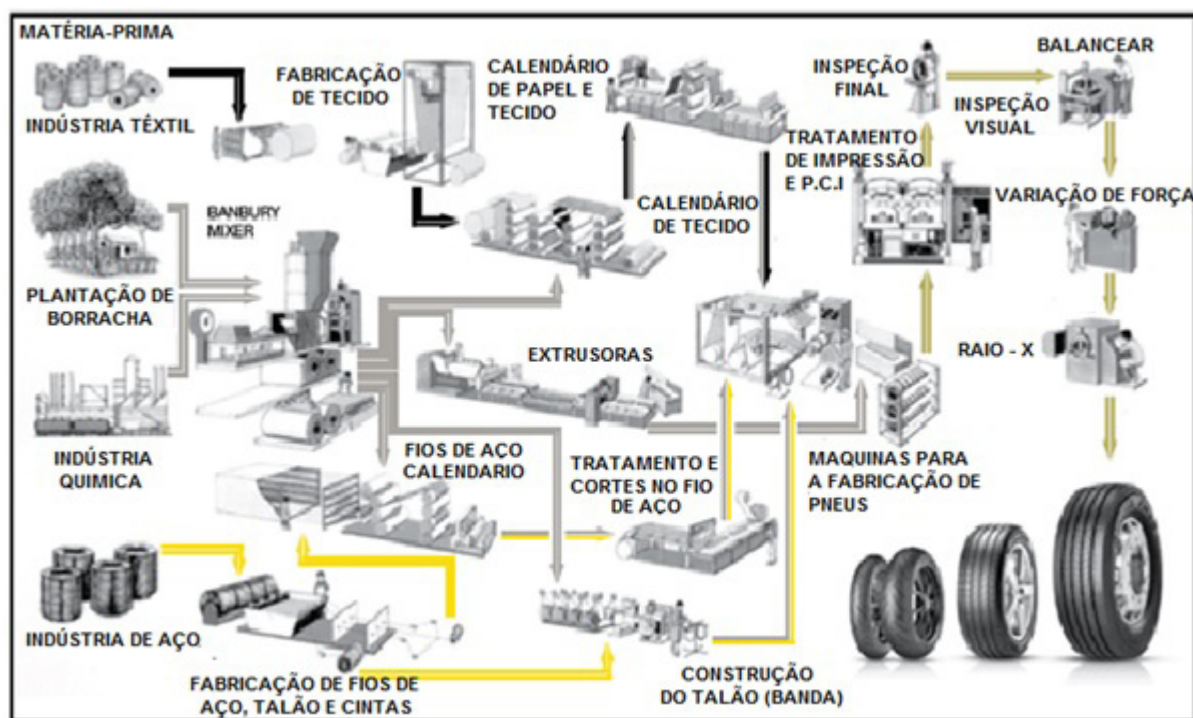 MATÉRIA-PRIMA
INDÚSTRIA TÊXTIL
FABRICAÇÃO
DE TECIDO
CALENDÁRIO
DE PAPEL E
TECIDO
INSPEÇÃO
FINAL
BALANCEAR
INSPEÇÃO
VISUAL
TRATAMENTO
DE IMPRESSÃO
E P.C.I
VARIAÇÃO DE FORÇA
CALENDÁRIO
DE TECIDO
BANBURY
MIXER
PLANTAÇÃO DE
BORRACHA
EXTRUSORAS
RAIO - X
INDÚSTRIA
QUIMICA
FIOS DE AÇO
CALENDARIO
TRATAMENTO E
CORTES NO FIO
DE AÇO
MAQUINAS PARA
A FABRICAÇÃO DE
PNEUS
INDÚSTRIA DE AÇO
FABRICAÇÃO DE FIOS DE
AÇO, TALÃO E CINTAS
CONSTRUÇÃO
DO TALÃO (BANDA)